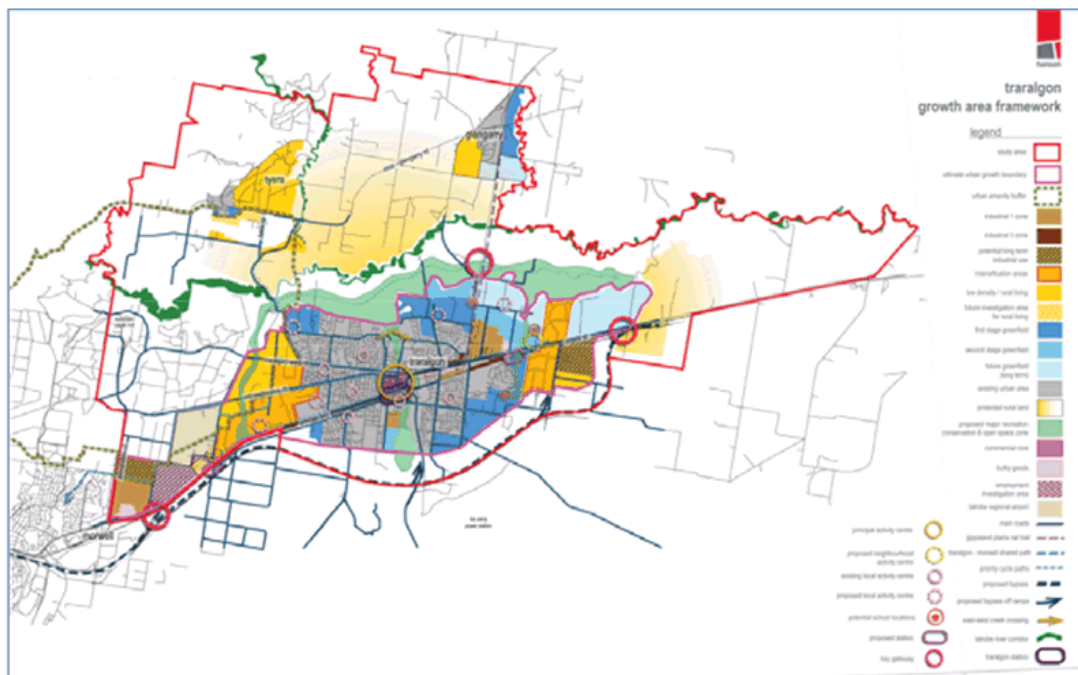 hansen
traralgon
growth area framework
legend
study area
ultimate urban growth boundary
urban amenity buffer
industrial 1 zone
industrial 3 zone
potential long term
industrial use
intensification areas
low density / rural living
future investigation area
for rural living
first stage greenfield
second stage greenfield
future greenfield
(long term)
existing urban area
protected rural land
proposed major recreation
conservation & open space zone
commercial core
bulky goods
employment
investigation area
latrobe regional airport
main roads
gippsland plains rail trail
traralgon - morwell shared path
priority cycle paths
proposed bypass
proposed bypass off ramps
east-west creek crossing
latrobe river corridor
traralgon station
principal activity centre
proposed neighbourhood
activity centre
existing local activity centre
proposed local activity centre
potential school locations
proposed station
key gateway
glengarry
tyers
traralgon
morwell
power station